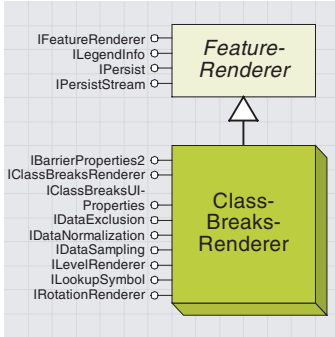 IFeatureRenderer
ILegendInfo
IPersist
IPersistStream
Feature-
Renderer
IBarrierProperties2
IClassBreaksRenderer
IClassBreaksUI-
Properties
IDataExclusion
IDataNormalization
IDataSampling
ILevelRenderer
ILookupSymbol
IRotationRenderer
Class-
Breaks-
Renderer